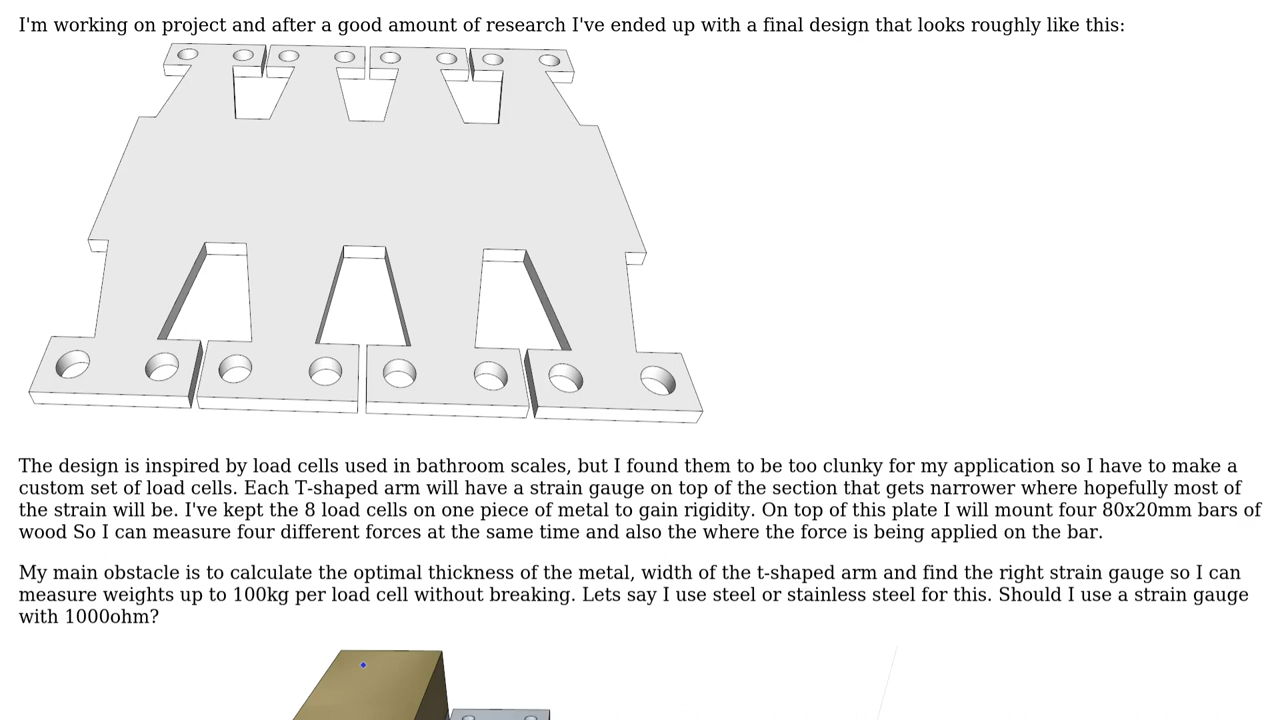 I'm working on project and after a good amount of research I've ended up with a final design that looks roughly like this:
The design is inspired by load cells used in bathroom scales, but I found them to be too clunky for my application so I have to make a
custom set of load cells. Each T-shaped arm will have a strain gauge on top of the section that gets narrower where hopefully most of
the strain will be. I've kept the 8 load cells on one piece of metal to gain rigidity. On top of this plate I will mount four 80x20mm bars of
wood So I can measure four different forces at the same time and also the where the force is being applied on the bar.
My main obstacle is to calculate the optimal thickness of the metal, width of the t-shaped arm and find the right strain gauge so I can
measure weights up to 100kg per load cell without breaking. Lets say I use steel or stainless steel for this. Should I use a strain gauge
with 1000ohm?